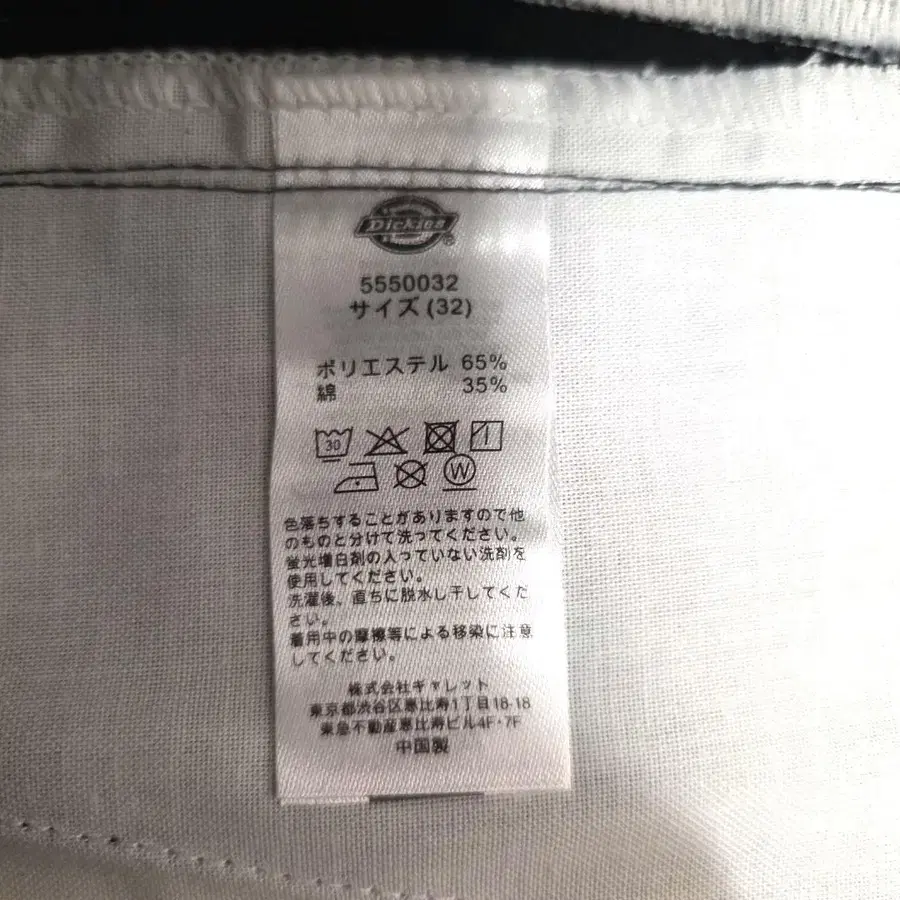 Dickies
5550032
サイズ(32)
ポリエステル 65%
綿 35%
30
W
色落ちすることがありますので他
のものと分けて洗ってください。
蛍光増白剤の入っていない洗剤を
使用してください。
洗濯後、直ちに脱水し干してくだ
さい。
着用中の摩擦等による移染に注意
してください。
株式会社ギャレット
東京都渋谷区恵比寿1丁目18-18
東急不動産恵比寿ビル4F・7F
中国製